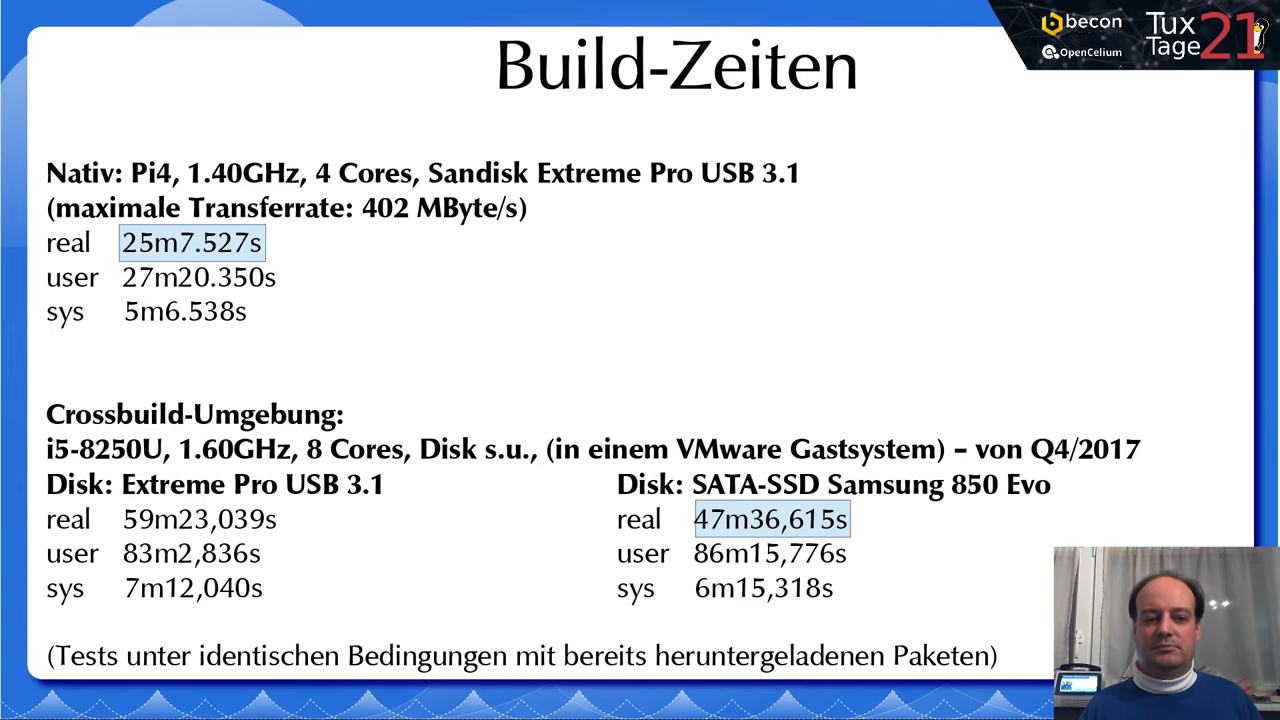 becon
OpenCelium
Tux
Tage
21
Build-Zeiten
Nativ: Pi4, 1.40GHz, 4 Cores, Sandisk Extreme Pro USB 3.1
(maximale Transferrate: 402 MByte/s)
real 25m7.527s
user 27m20.350s
sys 5m6.538s
Crossbuild-Umgebung:
i5-8250U, 1.60GHz, 8 Cores, Disk s.u., (in einem VMware Gastsystem) – von Q4/2017
Disk: Extreme Pro USB 3.1
real 59m23,039s
user 83m2,836s
sys 7m12,040s
Disk: SATA-SSD Samsung 850 Evo
real 47m36,615s
user 86m15,776s
sys 6m15,318s
(Tests unter identischen Bedingungen mit bereits heruntergeladenen Paketen)